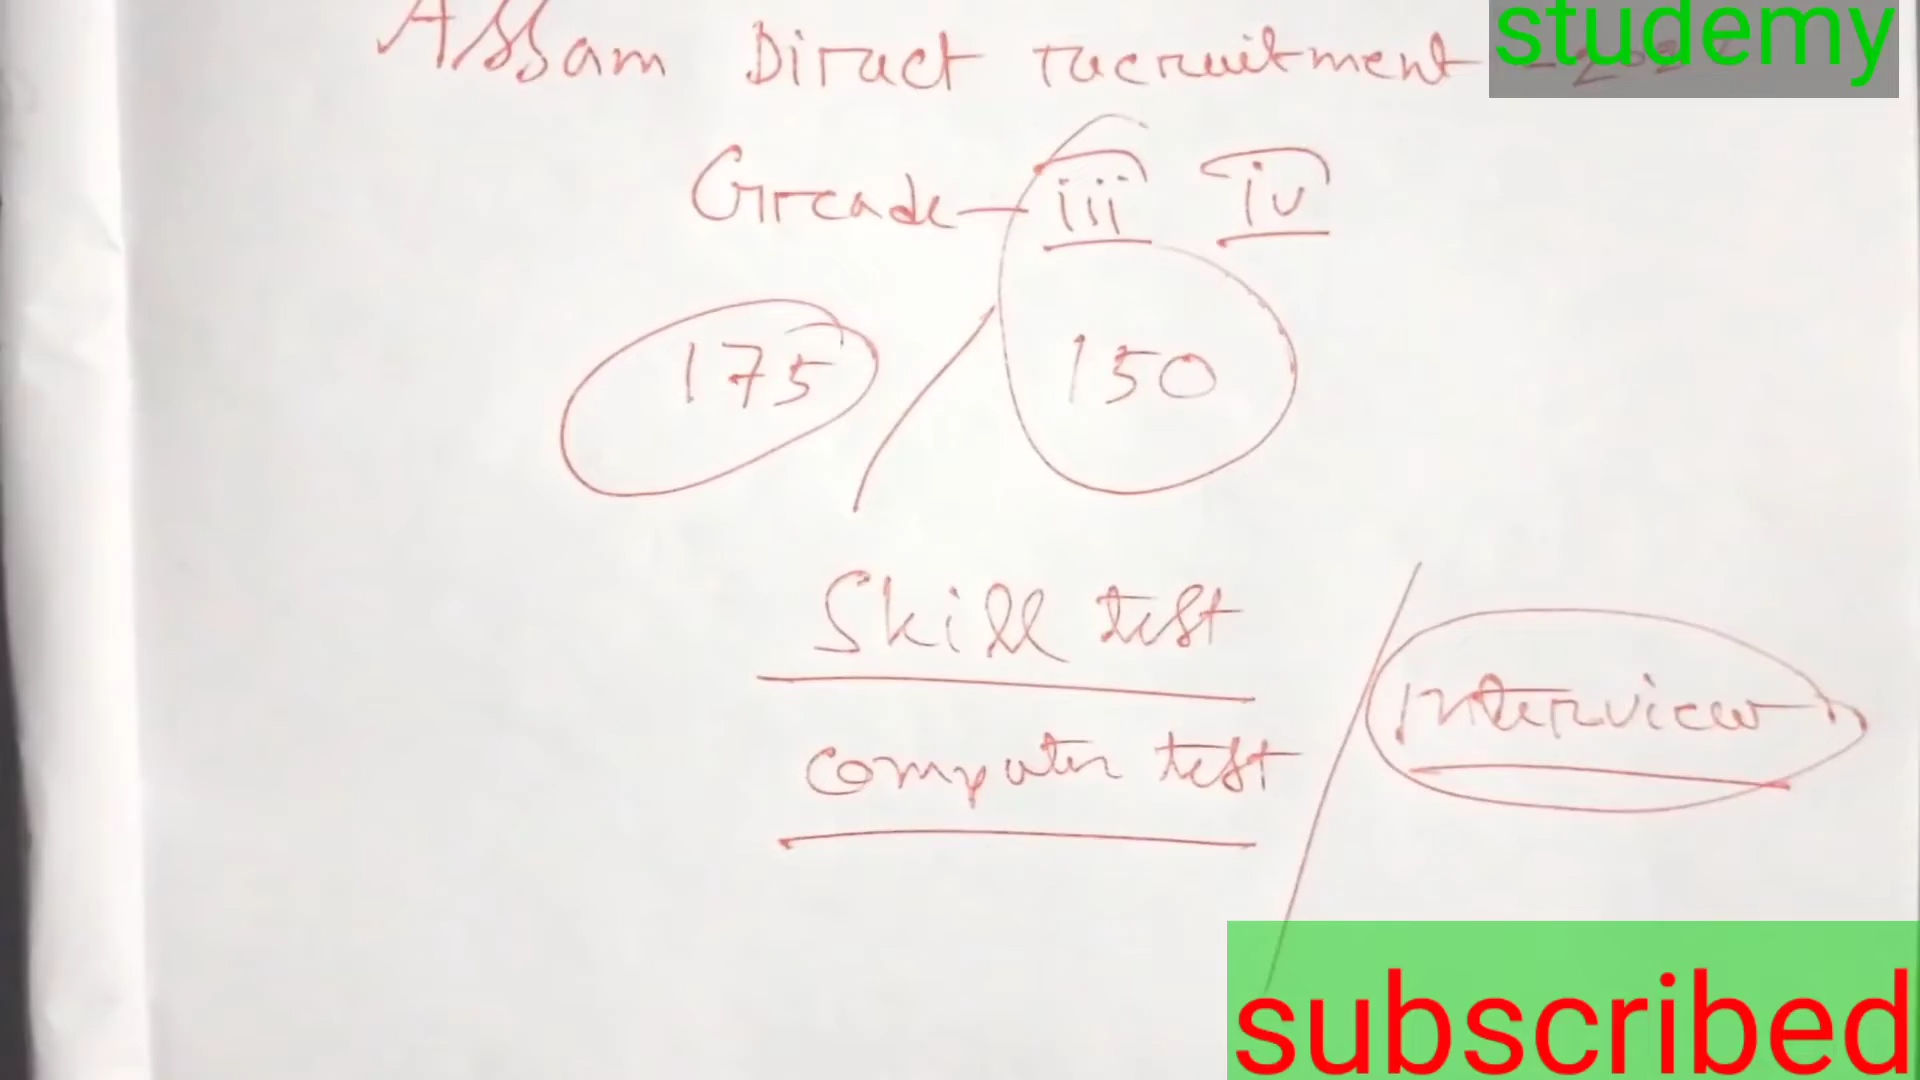 studemy
Assam Direct recruitment
Grade - iii iv
175 150
Skill test
Interview
computer test
subscribed